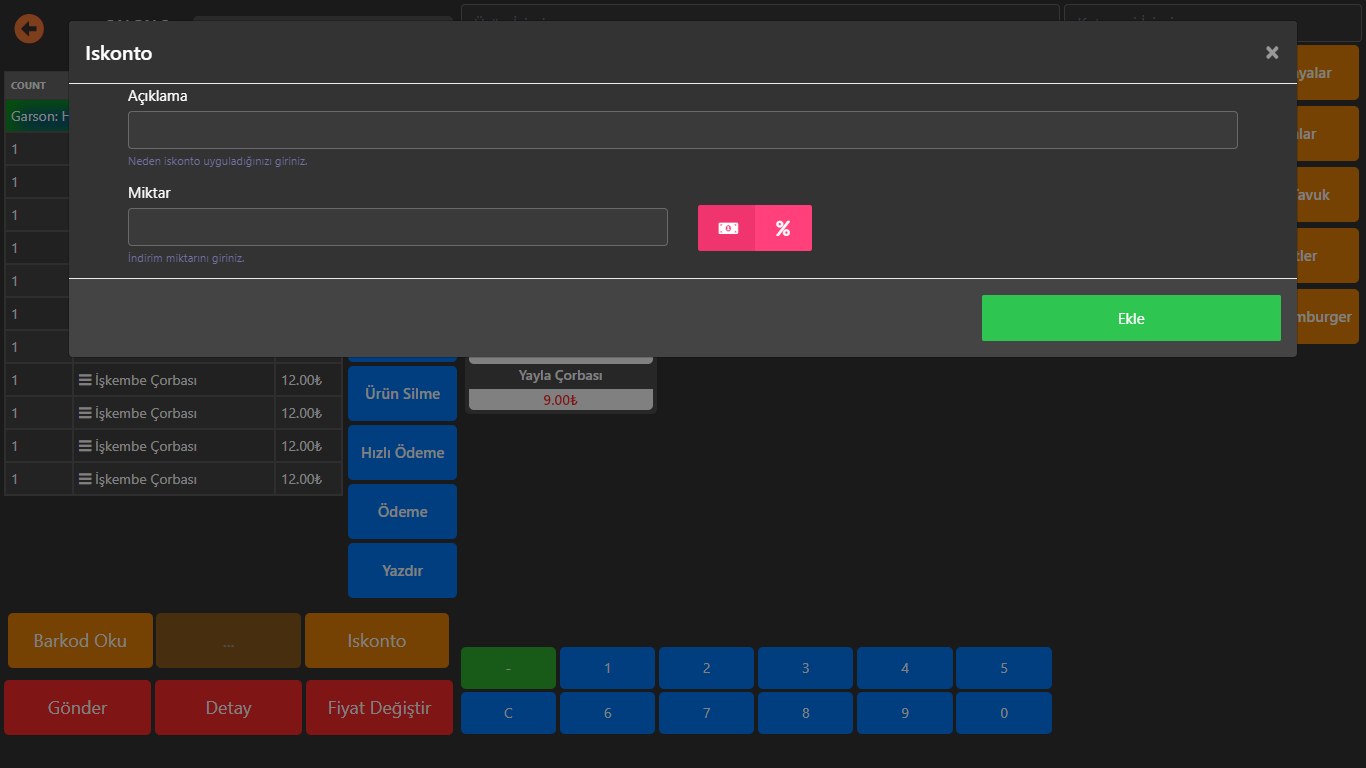 Iskonto
×
Açıklama
Neden iskonto uyguladığınızı giriniz.
Miktar
%
İndirim miktarını giriniz.
Ekle
COUNT
Garson: H
1
1
1
1
1
1
1
1 İşkembe Çorbası 12.00₺
1 İşkembe Çorbası 12.00₺
1 İşkembe Çorbası 12.00₺
1 İşkembe Çorbası 12.00₺
Ürün Silme
Hızlı Ödeme
Ödeme
Yazdır
Yayla Çorbası
9.00₺
yalar
lar
avuk
tler
mburger
Barkod Oku ... Iskonto
Gönder Detay Fiyat Değiştir
- 1 2 3 4 5
C 6 7 8 9 0